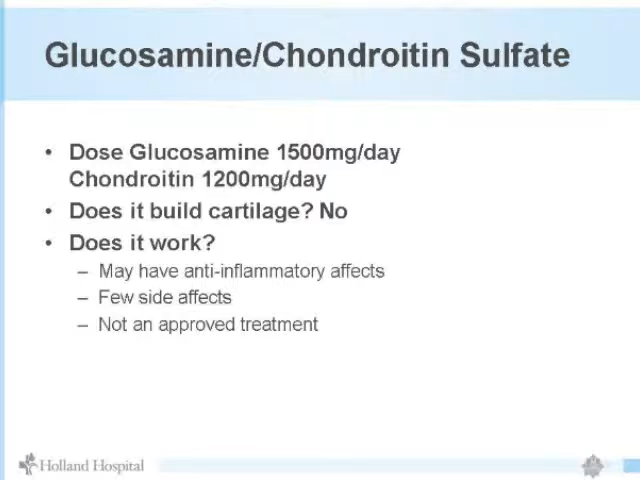 Glucosamine/Chondroitin Sulfate
• Dose Glucosamine 1500mg/day
Chondroitin 1200mg/day
• Does it build cartilage? No
• Does it work?
– May have anti-inflammatory affects
– Few side affects
– Not an approved treatment
Holland Hospital